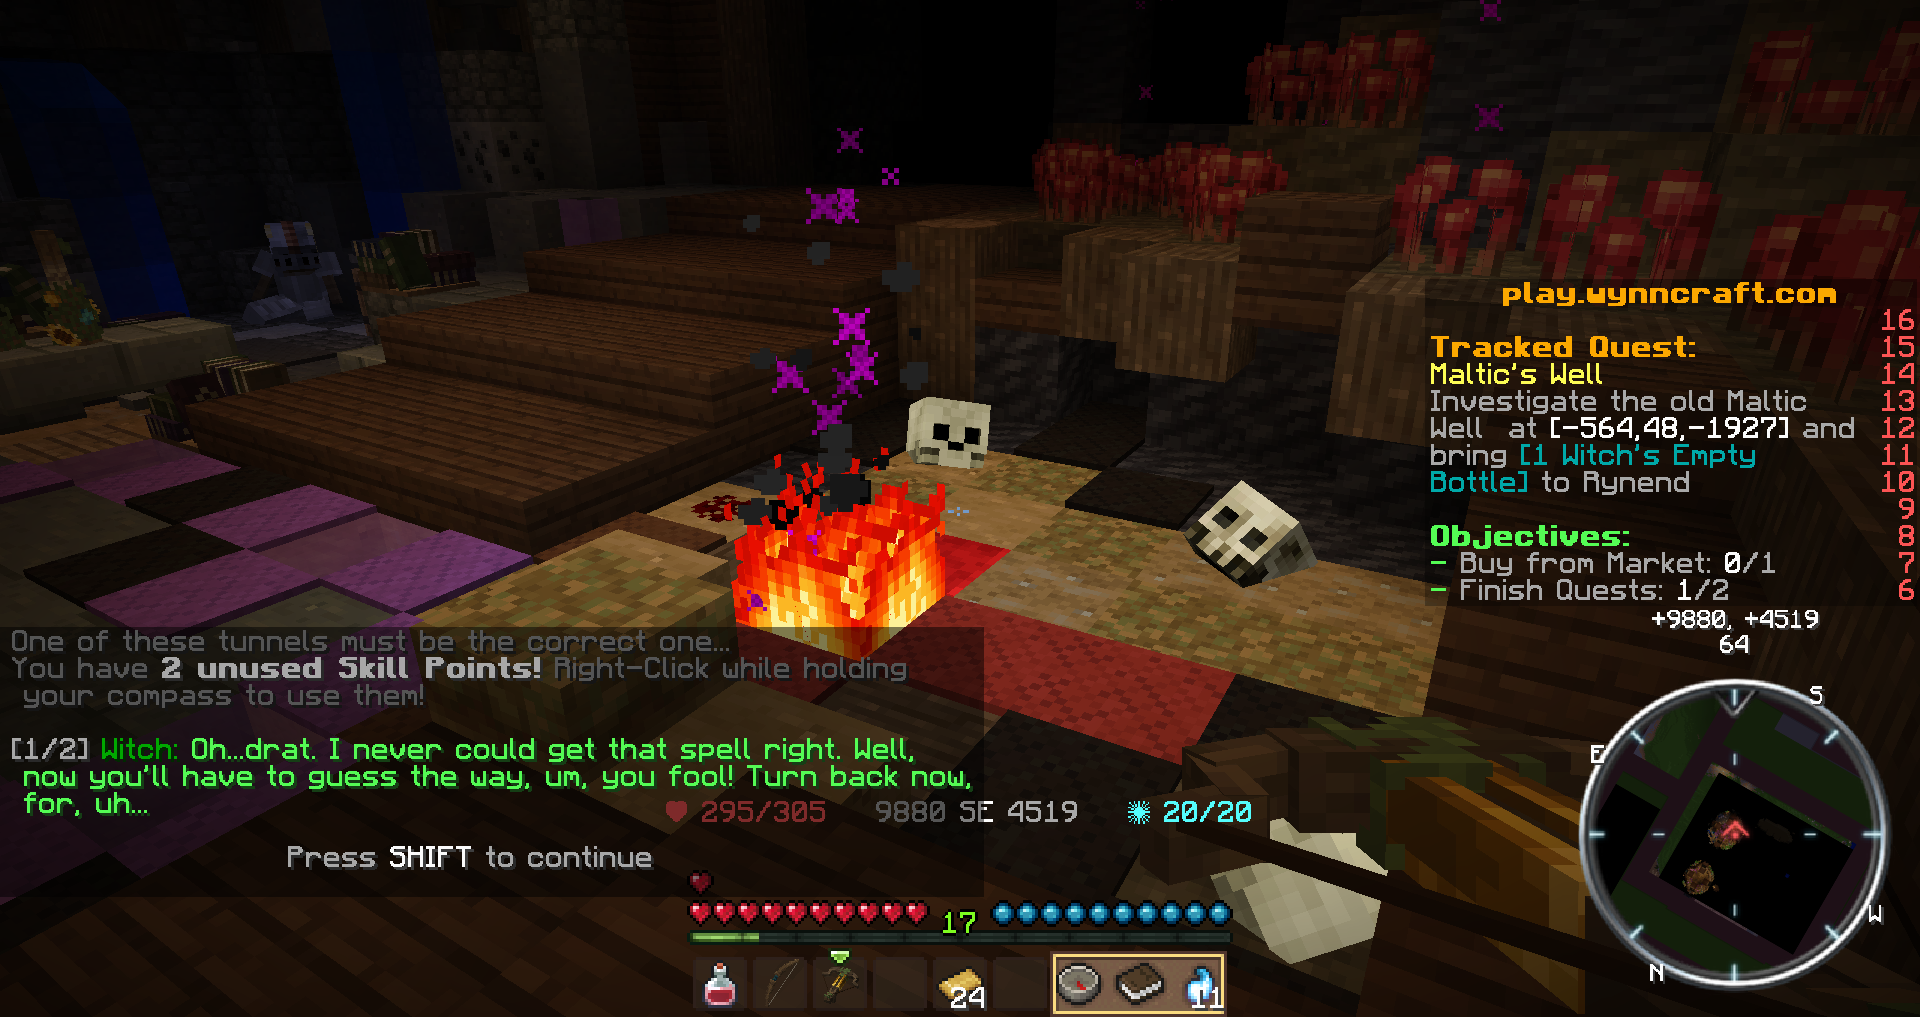 play.wynncraft.com
16
Tracked Quest: 15
Maltic's Well 14
Investigate the old Maltic 13
Well at [-564,48,-1927] and 12
bring [1 Witch's Empty 11
Bottle] to Rynend 10
9
Objectives: 8
- Buy from Market: 0/1 7
- Finish Quests: 1/2 6
+9880, +4519
64
One of these tunnels must be the correct one...
You have 2 unused Skill Points! Right-Click while holding
your compass to use them!
[1/2] Witch: Oh...drat. I never could get that spell right. Well,
now you'll have to guess the way, um, you fool! Turn back now,
for, uh...
295/305 9880 SE 4519 20/20
Press SHIFT to continue
S
E
W
N
17
24
11